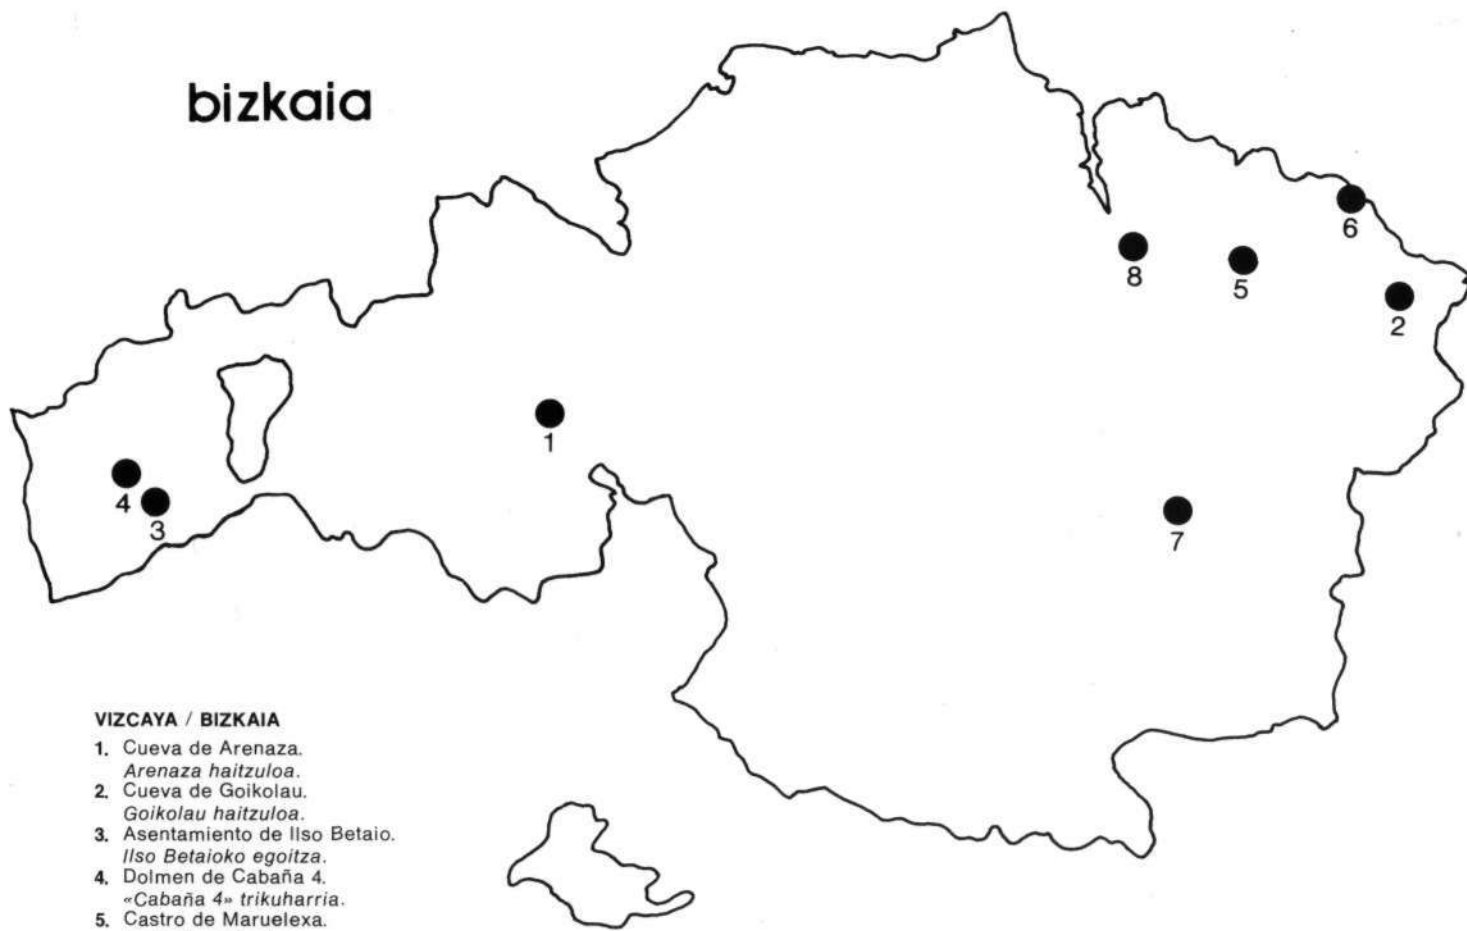 bizkaia
6
8
5
2
1
4
3
7
VIZCAYA / BIZKAIA
1. Cueva de Arenaza.
Arenaza haitzuloa.
2. Cueva de Goikolau.
Goikolau haitzuloa.
3. Asentamiento de Ilso Betaio.
Ilso Betaioko egoitza.
4. Dolmen de Cabaña 4.
«Cabaña 4» trikuharria.
5. Castro de Maruelexa.